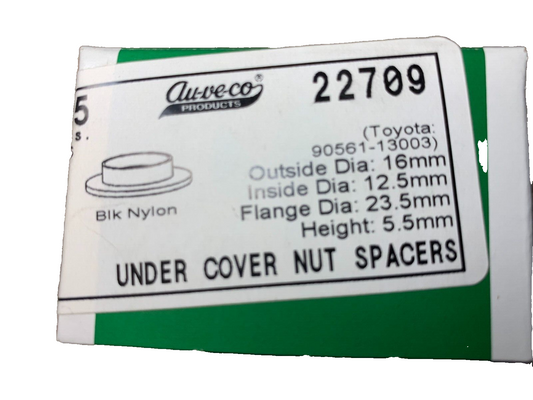 Au-ve-co® 22709
PRODUCTS
5
s.
(Toyota:
90561-13003)
Outside Dia: 16mm
Inside Dia: 12.5mm
Flange Dia: 23.5mm
Height: 5.5mm
Blk Nylon
UNDER COVER NUT SPACERS